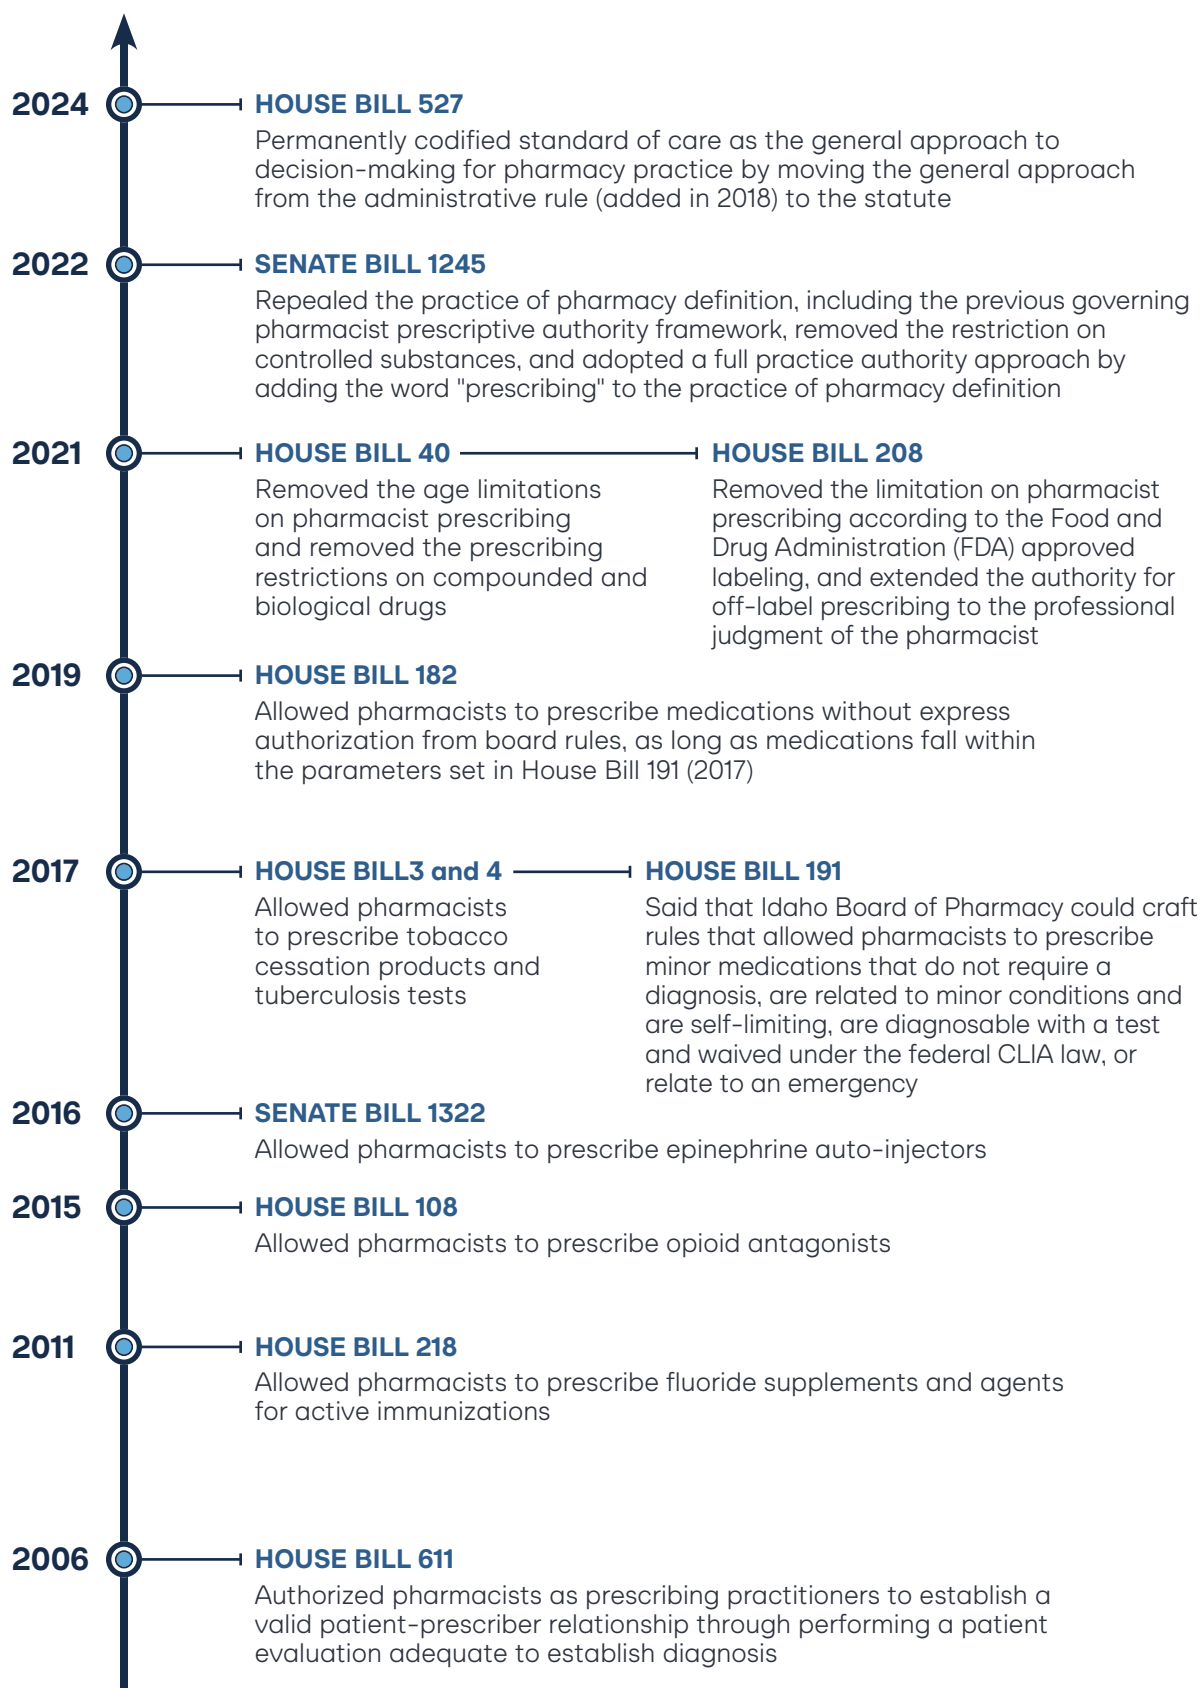 2024
HOUSE BILL 527
Permanently codified standard of care as the general approach to
decision-making for pharmacy practice by moving the general approach
from the administrative rule (added in 2018) to the statute
2022
SENATE BILL 1245
Repealed the practice of pharmacy definition, including the previous governing
pharmacist prescriptive authority framework, removed the restriction on
controlled substances, and adopted a full practice authority approach by
adding the word "prescribing" to the practice of pharmacy definition
2021
HOUSE BILL 40
Removed the age limitations
on pharmacist prescribing
and removed the prescribing
restrictions on compounded and
biological drugs
HOUSE BILL 208
Removed the limitation on pharmacist
prescribing according to the Food and
Drug Administration (FDA) approved
labeling, and extended the authority for
off-label prescribing to the professional
judgment of the pharmacist
2019
HOUSE BILL 182
Allowed pharmacists to prescribe medications without express
authorization from board rules, as long as medications fall within
the parameters set in House Bill 191 (2017)
2017
HOUSE BILL3 and 4
Allowed pharmacists
to prescribe tobacco
cessation products and
tuberculosis tests
HOUSE BILL 191
Said that Idaho Board of Pharmacy could craft
rules that allowed pharmacists to prescribe
minor medications that do not require a
diagnosis, are related to minor conditions and
are self-limiting, are diagnosable with a test
and waived under the federal CLIA law, or
relate to an emergency
2016
SENATE BILL 1322
Allowed pharmacists to prescribe epinephrine auto-injectors
2015
HOUSE BILL 108
Allowed pharmacists to prescribe opioid antagonists
2011
HOUSE BILL 218
Allowed pharmacists to prescribe fluoride supplements and agents
for active immunizations
2006
HOUSE BILL 611
Authorized pharmacists as prescribing practitioners to establish a
valid patient-prescriber relationship through performing a patient
evaluation adequate to establish diagnosis